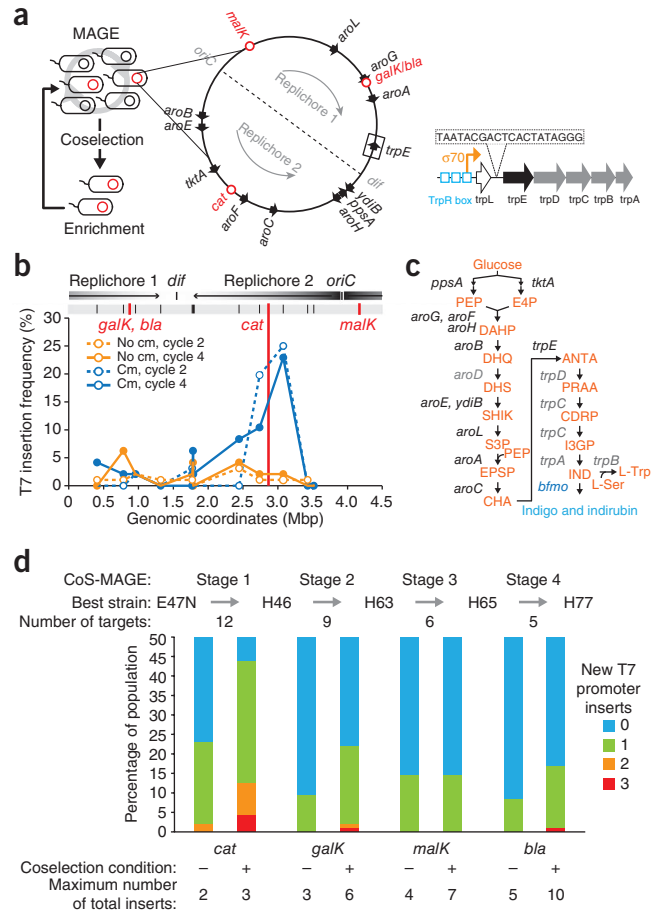 a
MAGE
Coselection
Enrichment
malK
oriC
aroL
aroG
galK/bla
aroA
Replichore 1
Replichore 2
trpE
dif
ydiB
ppsA
aroH
aroC
aroF
cat
tktA
aroE
aroB
TAATACGACTCACTATAGGG
σ70
TrpR box
trpL
trpE
trpD
trpC
trpB
trpA
b
Replichore 1
dif
Replichore 2
oriC
galK, bla
cat
malK
T7 insertion frequency (%)
30
25
20
15
10
5
0
No cm, cycle 2
No cm, cycle 4
Cm, cycle 2
Cm, cycle 4
0 0.5 1.0 1.5 2.0 2.5 3.0 3.5 4.0 4.5
Genomic coordinates (Mbp)
c
Glucose
ppsA tktA
PEP E4P
aroG, aroF
aroH
DAHP
aroB
DHQ
aroD
DHS
aroE, ydiB
SHIK
aroL
S3P
PEP
aroA
EPSP
aroC
CHA
trpE
ANTA
trpD
PRAA
trpC
CDRP
trpC
I3GP
trpA
trpB
IND
L-Trp
L-Ser
bfmo
Indigo and indirubin
d
CoS-MAGE: Stage 1 Stage 2 Stage 3 Stage 4
Best strain: E47N H46 H63 H65 H77
Number of targets: 12 9 6 5
Percentage of population
50
45
40
35
30
25
20
15
10
5
0
New T7
promoter
inserts
0
1
2
3
cat galK malK bla
Coselection condition: − + − + − + − +
Maximum number
of total inserts: 2 3 3 6 4 7 5 10